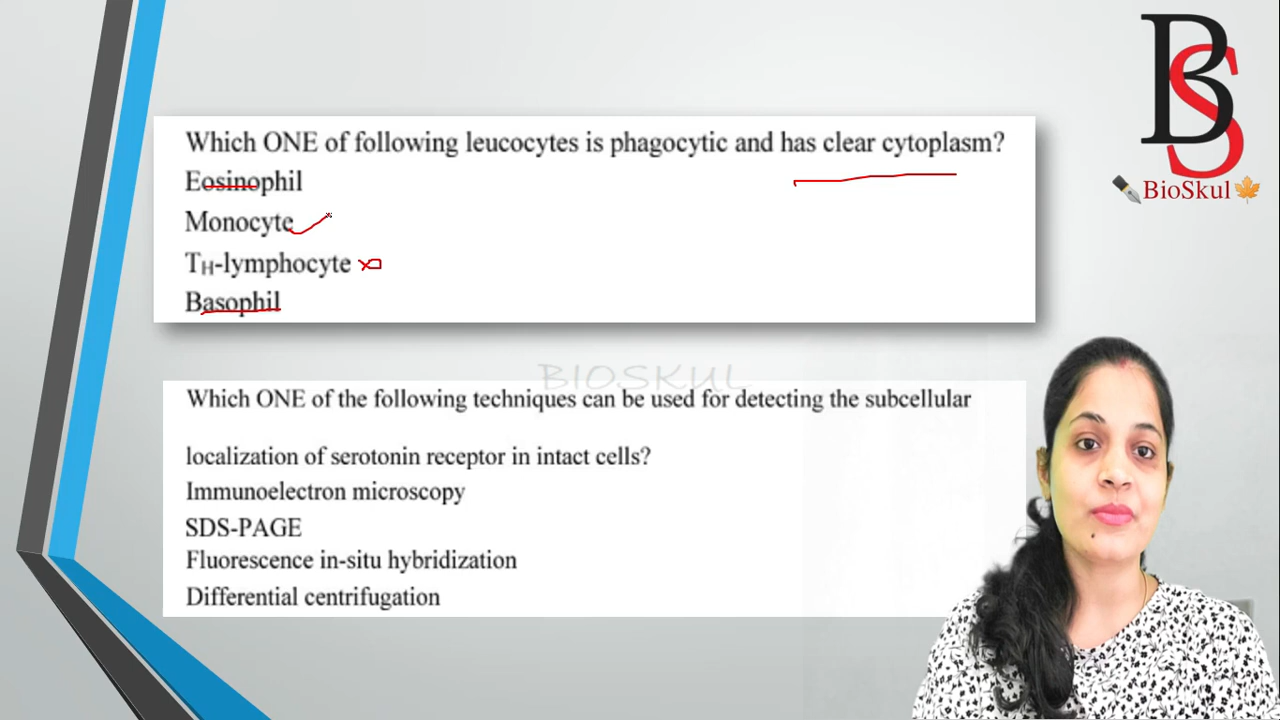 BS
BioSkul
Which ONE of following leucocytes is phagocytic and has clear cytoplasm?
Eosinophil
Monocyte
TH-lymphocyte
Basophil
BIOSKUL
Which ONE of the following techniques can be used for detecting the subcellular
localization of serotonin receptor in intact cells?
Immunoelectron microscopy
SDS-PAGE
Fluorescence in-situ hybridization
Differential centrifugation